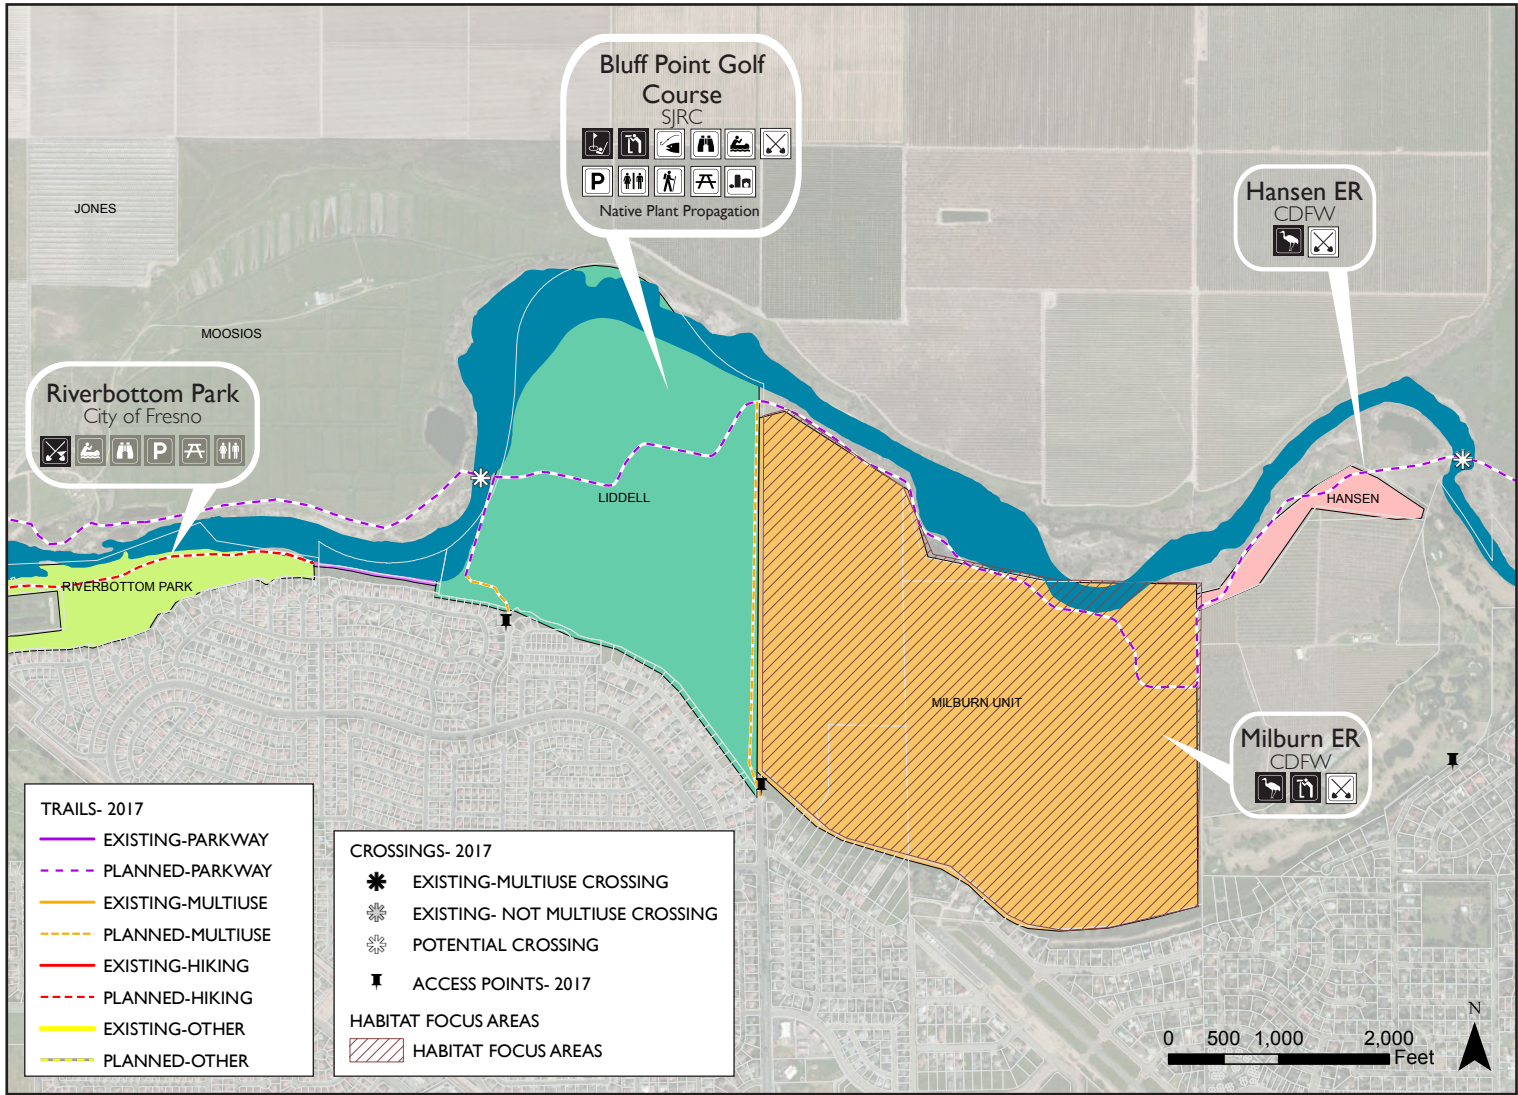 Bluff Point Golf
Course
SJRC
P
Native Plant Propagation
Hansen ER
CDFW
JONES
MOOSIOS
Riverbottom Park
City of Fresno
P
LIDDELL
HANSEN
RIVERBOTTOM PARK
MILBURN UNIT
Milburn ER
CDFW
TRAILS- 2017
EXISTING-PARKWAY
PLANNED-PARKWAY
EXISTING-MULTIUSE
PLANNED-MULTIUSE
EXISTING-HIKING
PLANNED-HIKING
EXISTING-OTHER
PLANNED-OTHER
CROSSINGS- 2017
EXISTING-MULTIUSE CROSSING
EXISTING- NOT MULTIUSE CROSSING
POTENTIAL CROSSING
ACCESS POINTS- 2017
HABITAT FOCUS AREAS
HABITAT FOCUS AREAS
N
0 500 1,000 2,000
Feet